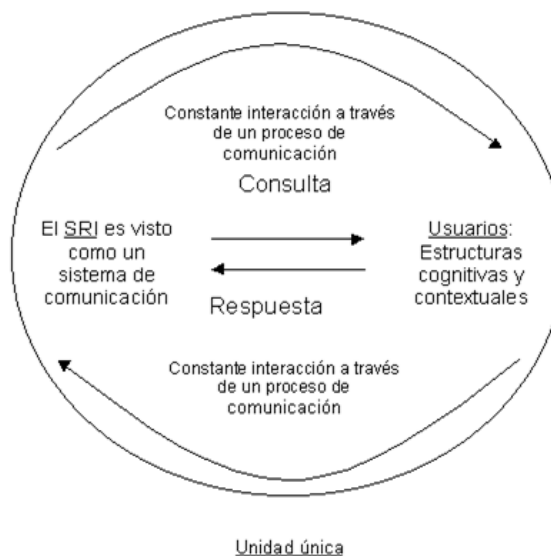 Constante interacción a través
de un proceso de
comunicación
Consulta
El SRI es visto
como un
sistema de
comunicación
Usuarios:
Estructuras
cognitivas y
contextuales
Respuesta
Constante interacción a través
de un proceso de
comunicación
Unidad única